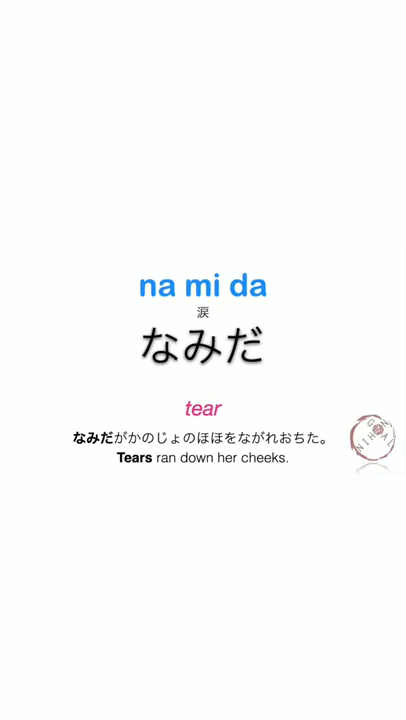 na mi da
涙
なみだ
tear
なみだがかのじょのほほをながれおちた。
Tears ran down her cheeks.
NIHONGAL